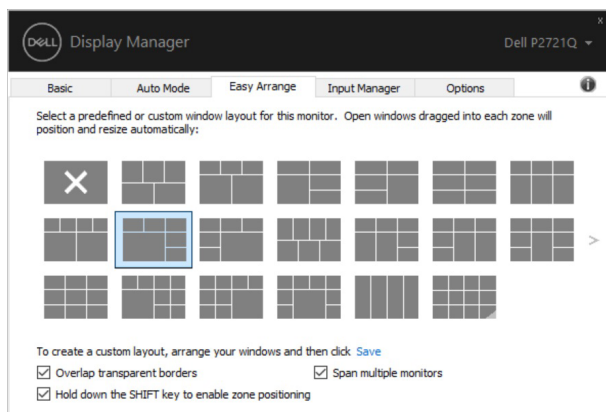 x
DELL Display Manager Dell P2721Q
Basic Auto Mode Easy Arrange Input Manager Options i
Select a predefined or custom window layout for this monitor. Open windows dragged into each zone will
position and resize automatically:
To create a custom layout, arrange your windows and then click Save
Overlap transparent borders Span multiple monitors
Hold down the SHIFT key to enable zone positioning